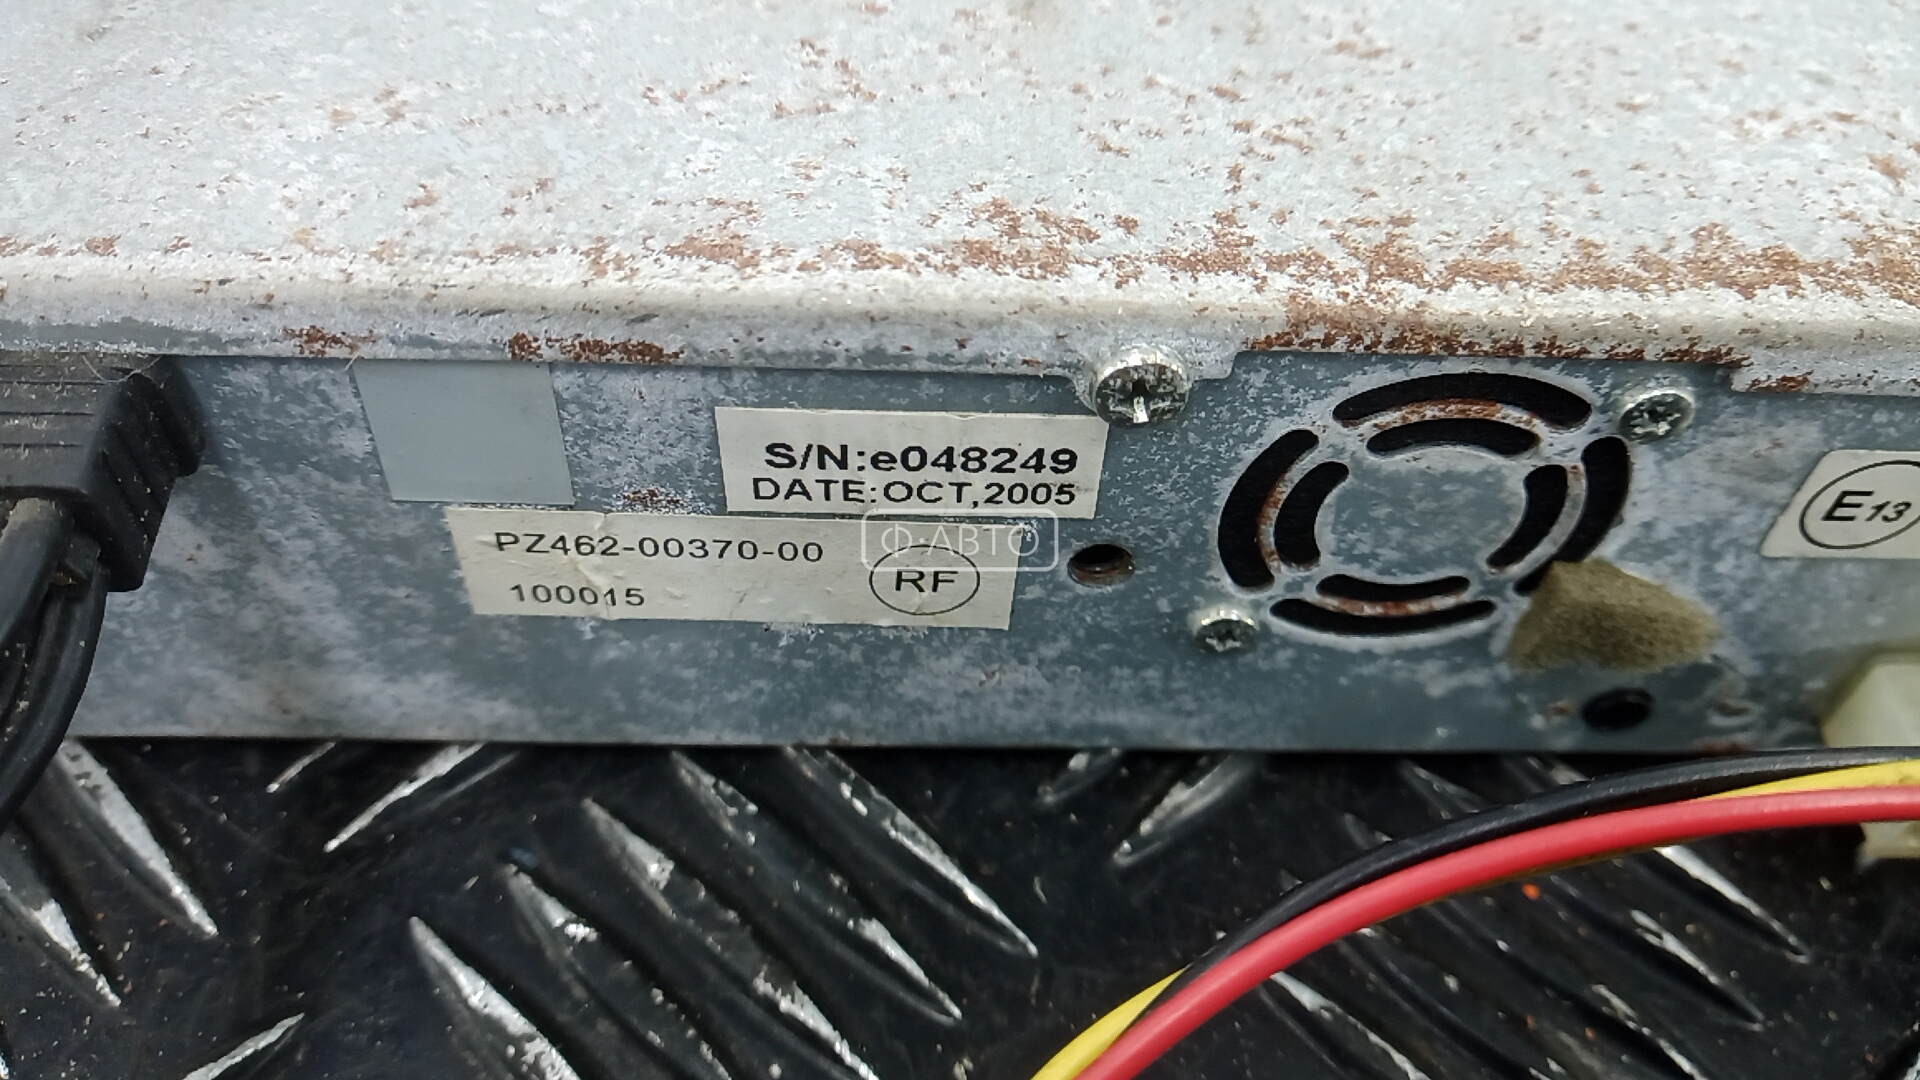 S/N:e048249
DATE:OCT,2005
PZ462-00370-00
100015
RF
Ф·АВТО
E13